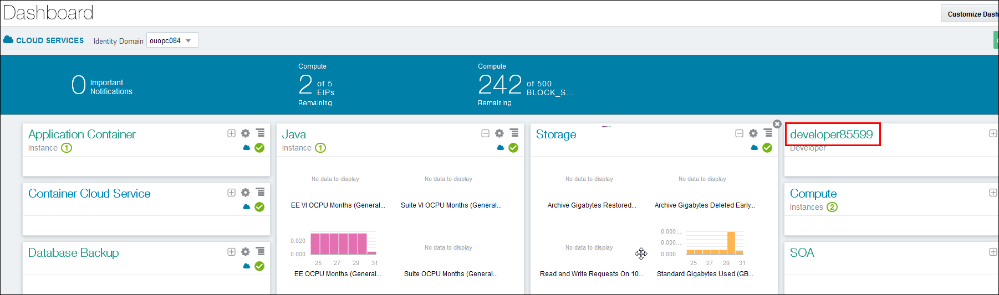 Dashboard
Customize Dash
CLOUD SERVICES Identity Domain ouopc084
0 Important Notifications
Compute
2 of 5 EIPs
Remaining
Compute
242 of 500 BLOCK_S...
Remaining
Application Container
Instance 1
Container Cloud Service
Database Backup
Java
Instance 1
No data to display No data to display
EE VI OCPU Months (General... Suite VI OCPU Months (General...
0.020
0.000
25 27 29 31
No data to display
EE OCPU Months (General... Suite OCPU Months (General...
Storage
No data to display No data to display
Archive Gigabytes Restored... Archive Gigabytes Deleted Early...
No data to display
0.000...
0.000...
0.000...
25 27 29 31
Read and Write Requests On 10... Standard Gigabytes Used (GB...
developer85599
Developer
Compute
Instances 2
SOA